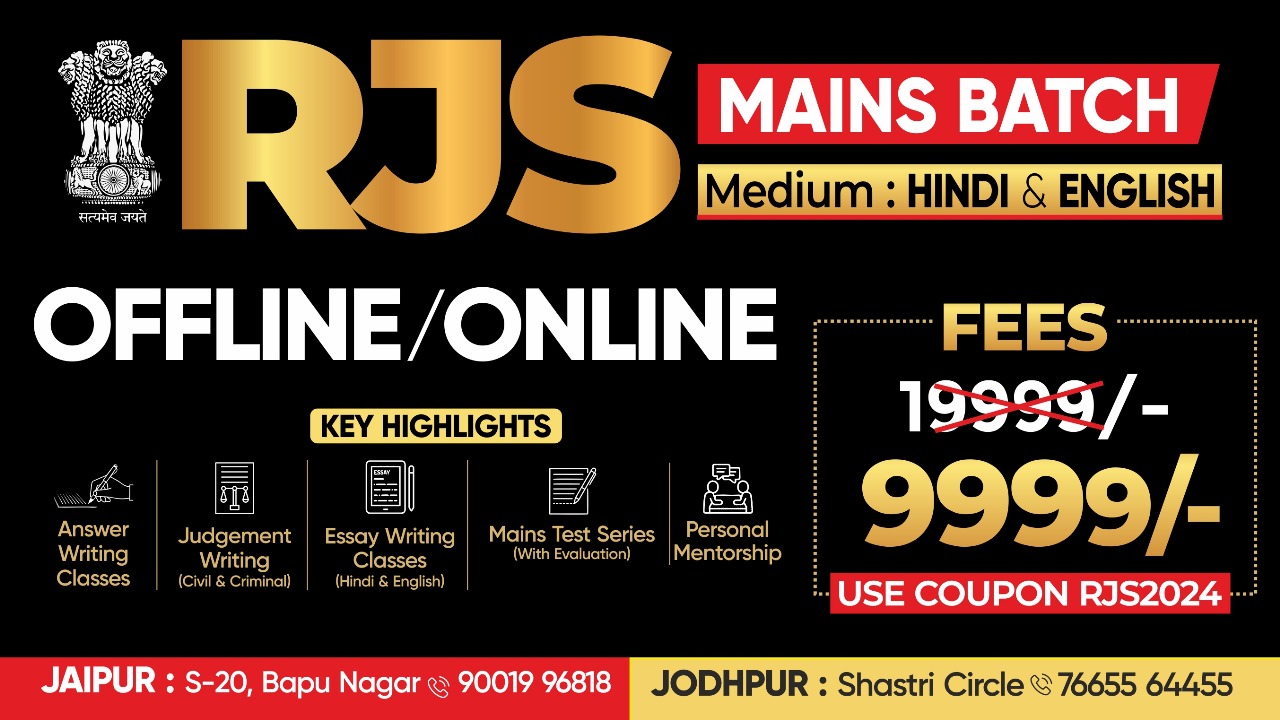 सत्यमेव जयते
RJS
MAINS BATCH
Medium : HINDI & ENGLISH
OFFLINE/ONLINE
KEY HIGHLIGHTS
Answer
Writing
Classes
Judgement
Writing
(Civil & Criminal)
ESSAY
Essay Writing
Classes
(Hindi & English)
Mains Test Series
(With Evaluation)
Personal
Mentorship
FEES
19999/-
9999/-
USE COUPON RJS2024
JAIPUR : S-20, Bapu Nagar 90019 96818
JODHPUR : Shastri Circle 76655 64455